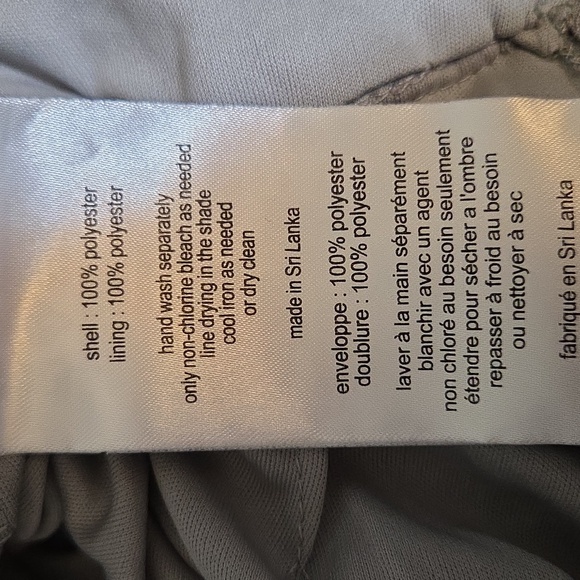 shell : 100% polyester
lining : 100% polyester
hand wash separately
only non-chlorine bleach as needed
line drying in the shade
cool iron as needed
or dry clean
made in Sri Lanka
enveloppe : 100% polyester
doublure : 100% polyester
laver à la main séparément
blanchir avec un agent
non chloré au besoin seulement
étendre pour sécher a l'ombre
repasser à froid au besoin
ou nettoyer à sec
fabriqué en Sri Lanka